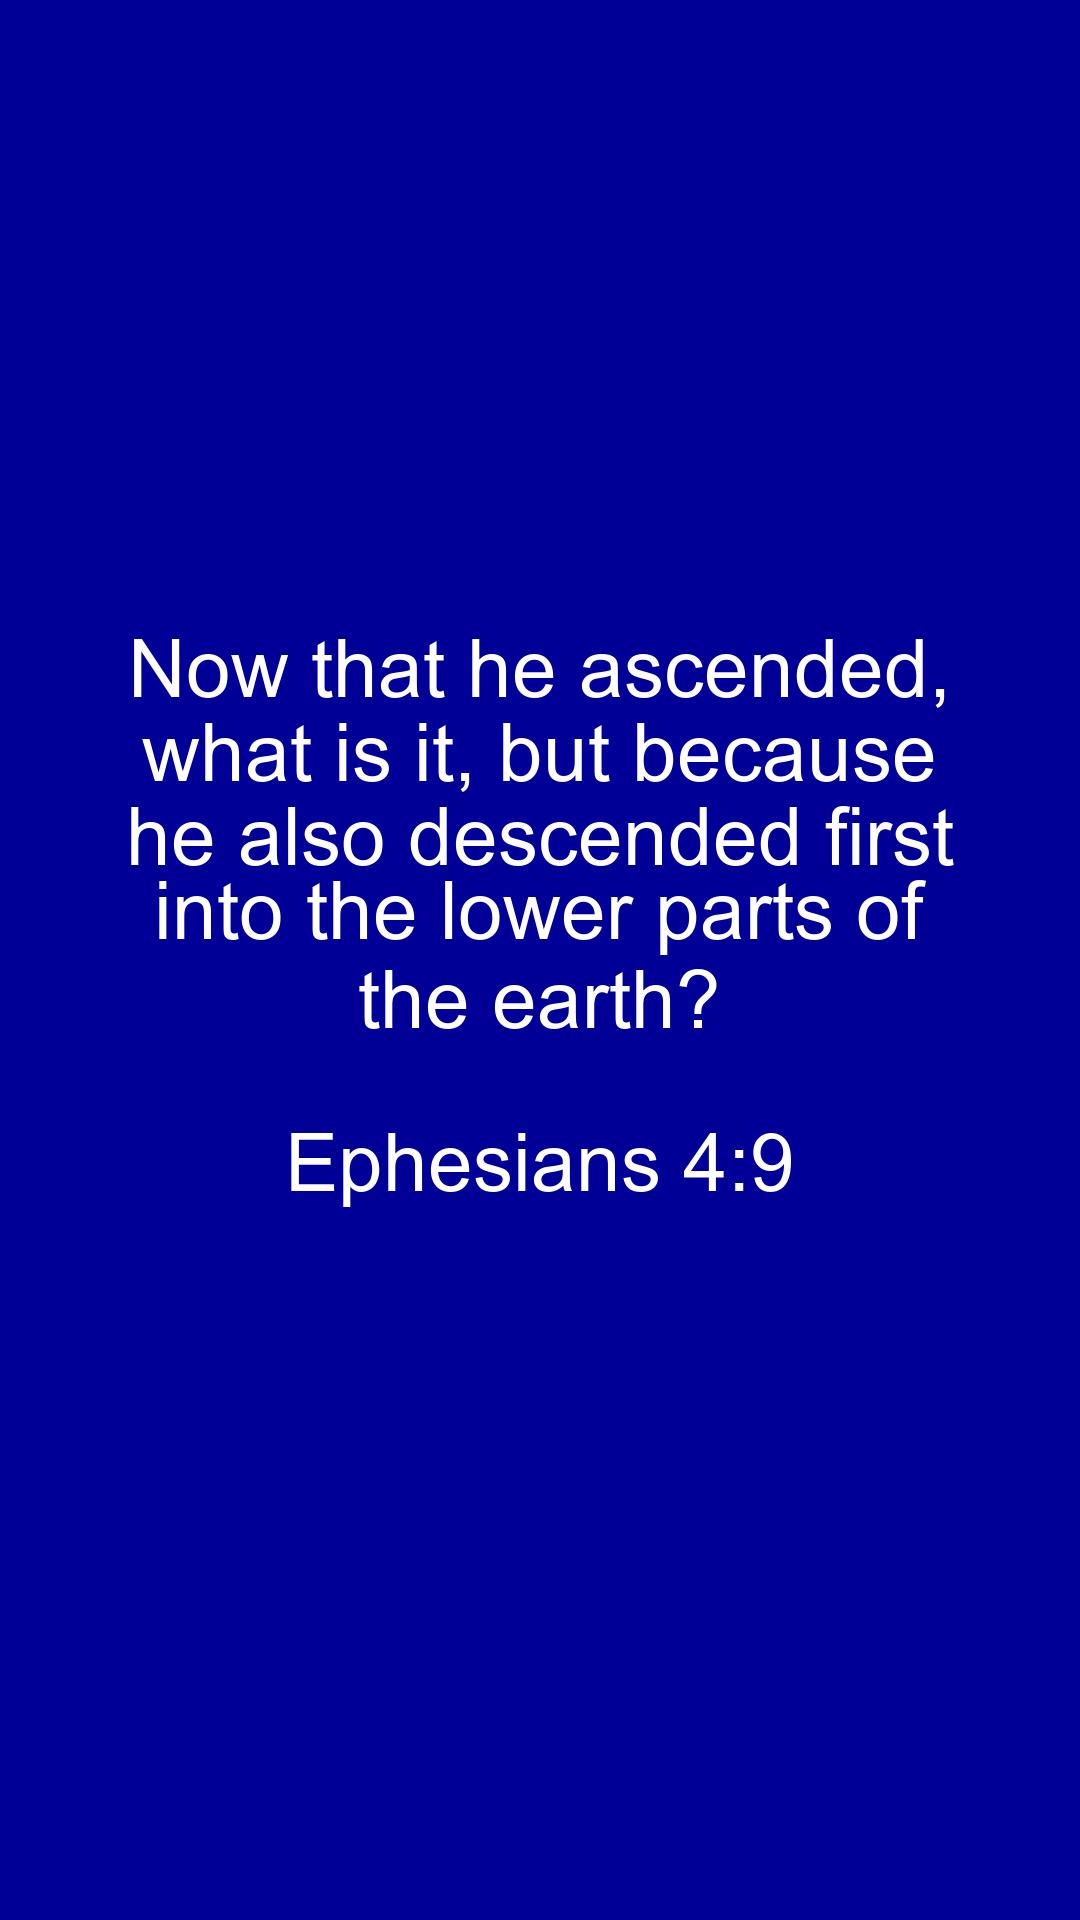 Now that he ascended,
what is it, but because
he also descended first
into the lower parts of
the earth?
Ephesians 4:9